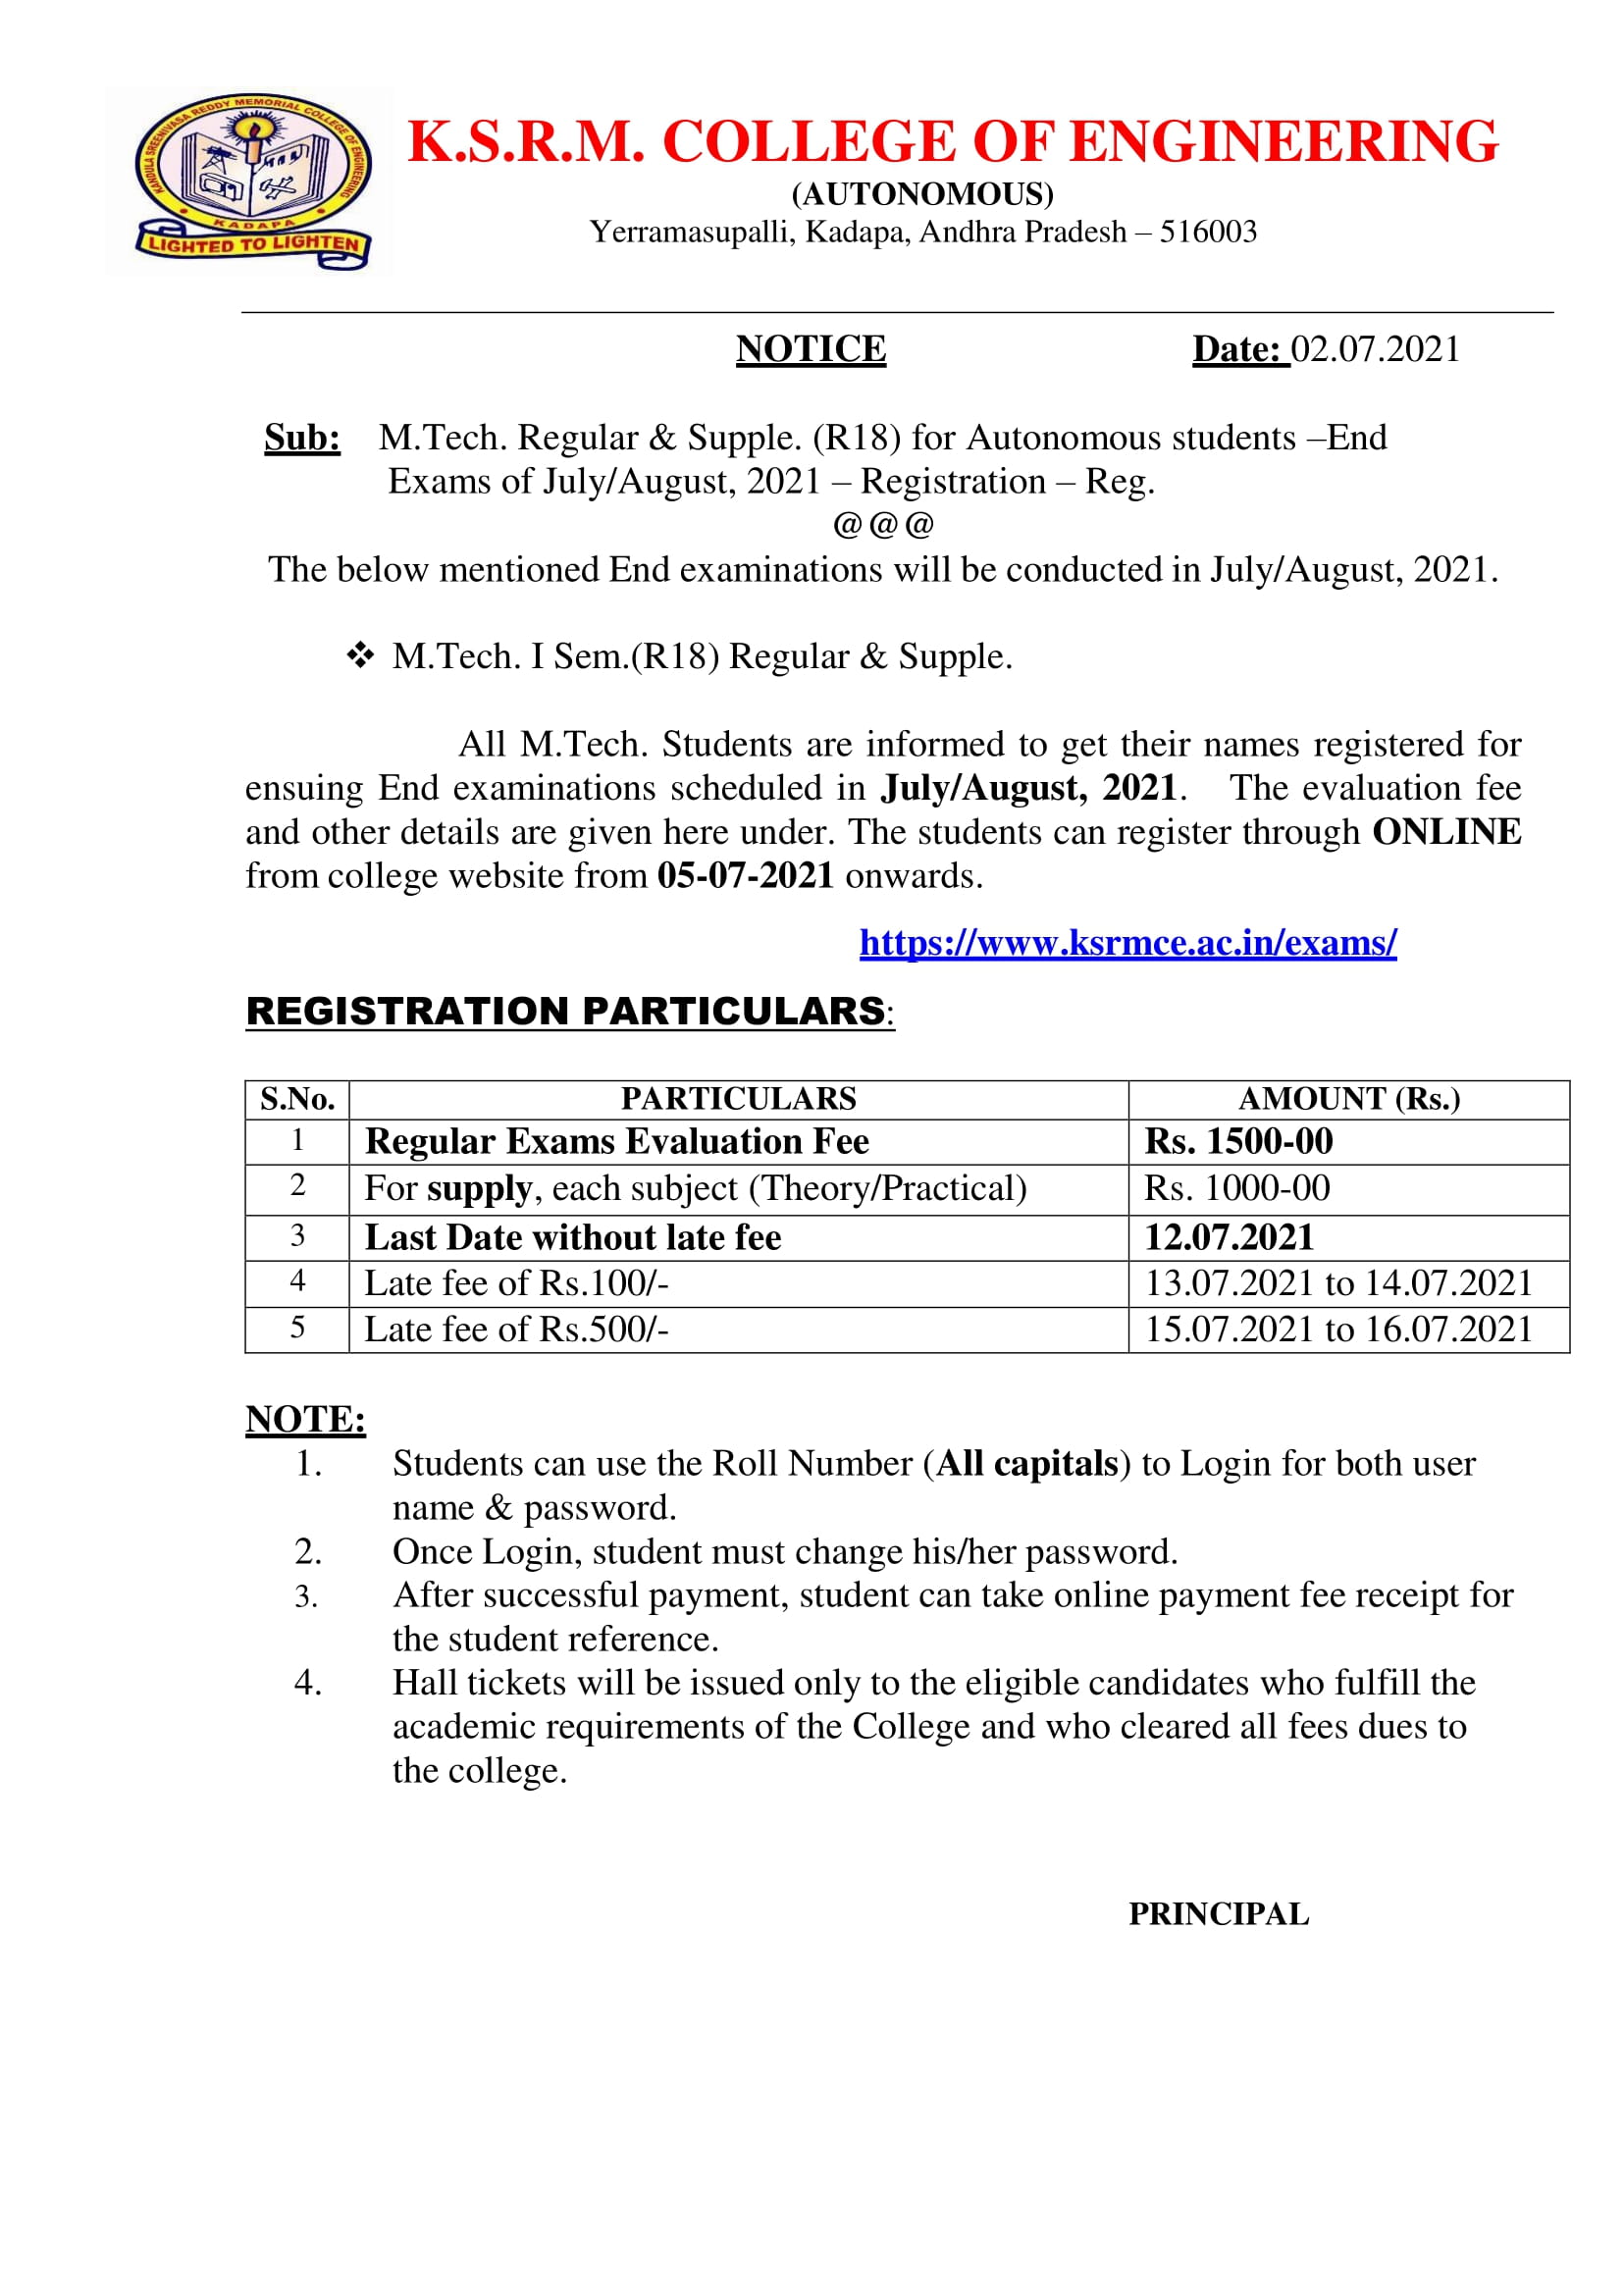 KANDULA SREENIVASA REDDY MEMORIAL COLLEGE OF ENGINEERING
KADAPA
LIGHTED TO LIGHTEN
K.S.R.M. COLLEGE OF ENGINEERING
(AUTONOMOUS)
Yerramasupalli, Kadapa, Andhra Pradesh – 516003
NOTICE Date: 02.07.2021
Sub: M.Tech. Regular & Supple. (R18) for Autonomous students –End
Exams of July/August, 2021 – Registration – Reg.
@@@
The below mentioned End examinations will be conducted in July/August, 2021.
❖ M.Tech. I Sem.(R18) Regular & Supple.
All M.Tech. Students are informed to get their names registered for
ensuing End examinations scheduled in July/August, 2021. The evaluation fee
and other details are given here under. The students can register through ONLINE
from college website from 05-07-2021 onwards.
https://www.ksrmce.ac.in/exams/
REGISTRATION PARTICULARS:
S.No. PARTICULARS AMOUNT (Rs.)
1 Regular Exams Evaluation Fee Rs. 1500-00
2 For supply, each subject (Theory/Practical) Rs. 1000-00
3 Last Date without late fee 12.07.2021
4 Late fee of Rs.100/- 13.07.2021 to 14.07.2021
5 Late fee of Rs.500/- 15.07.2021 to 16.07.2021
NOTE:
1. Students can use the Roll Number (All capitals) to Login for both user
name & password.
2. Once Login, student must change his/her password.
3. After successful payment, student can take online payment fee receipt for
the student reference.
4. Hall tickets will be issued only to the eligible candidates who fulfill the
academic requirements of the College and who cleared all fees dues to
the college.
PRINCIPAL